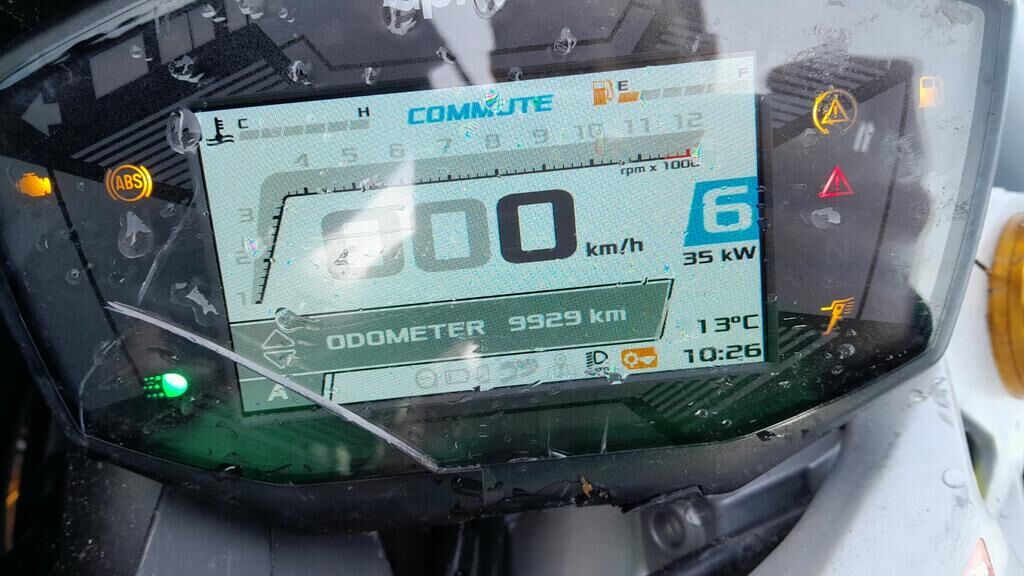 C H COMMUTE E F
4 5 6 7 8 9 10 11 12
rpm x 1000
3
2
1
ABS
000 km/h
6
35 kW
ODOMETER 9929 km
13°C
10:26
A